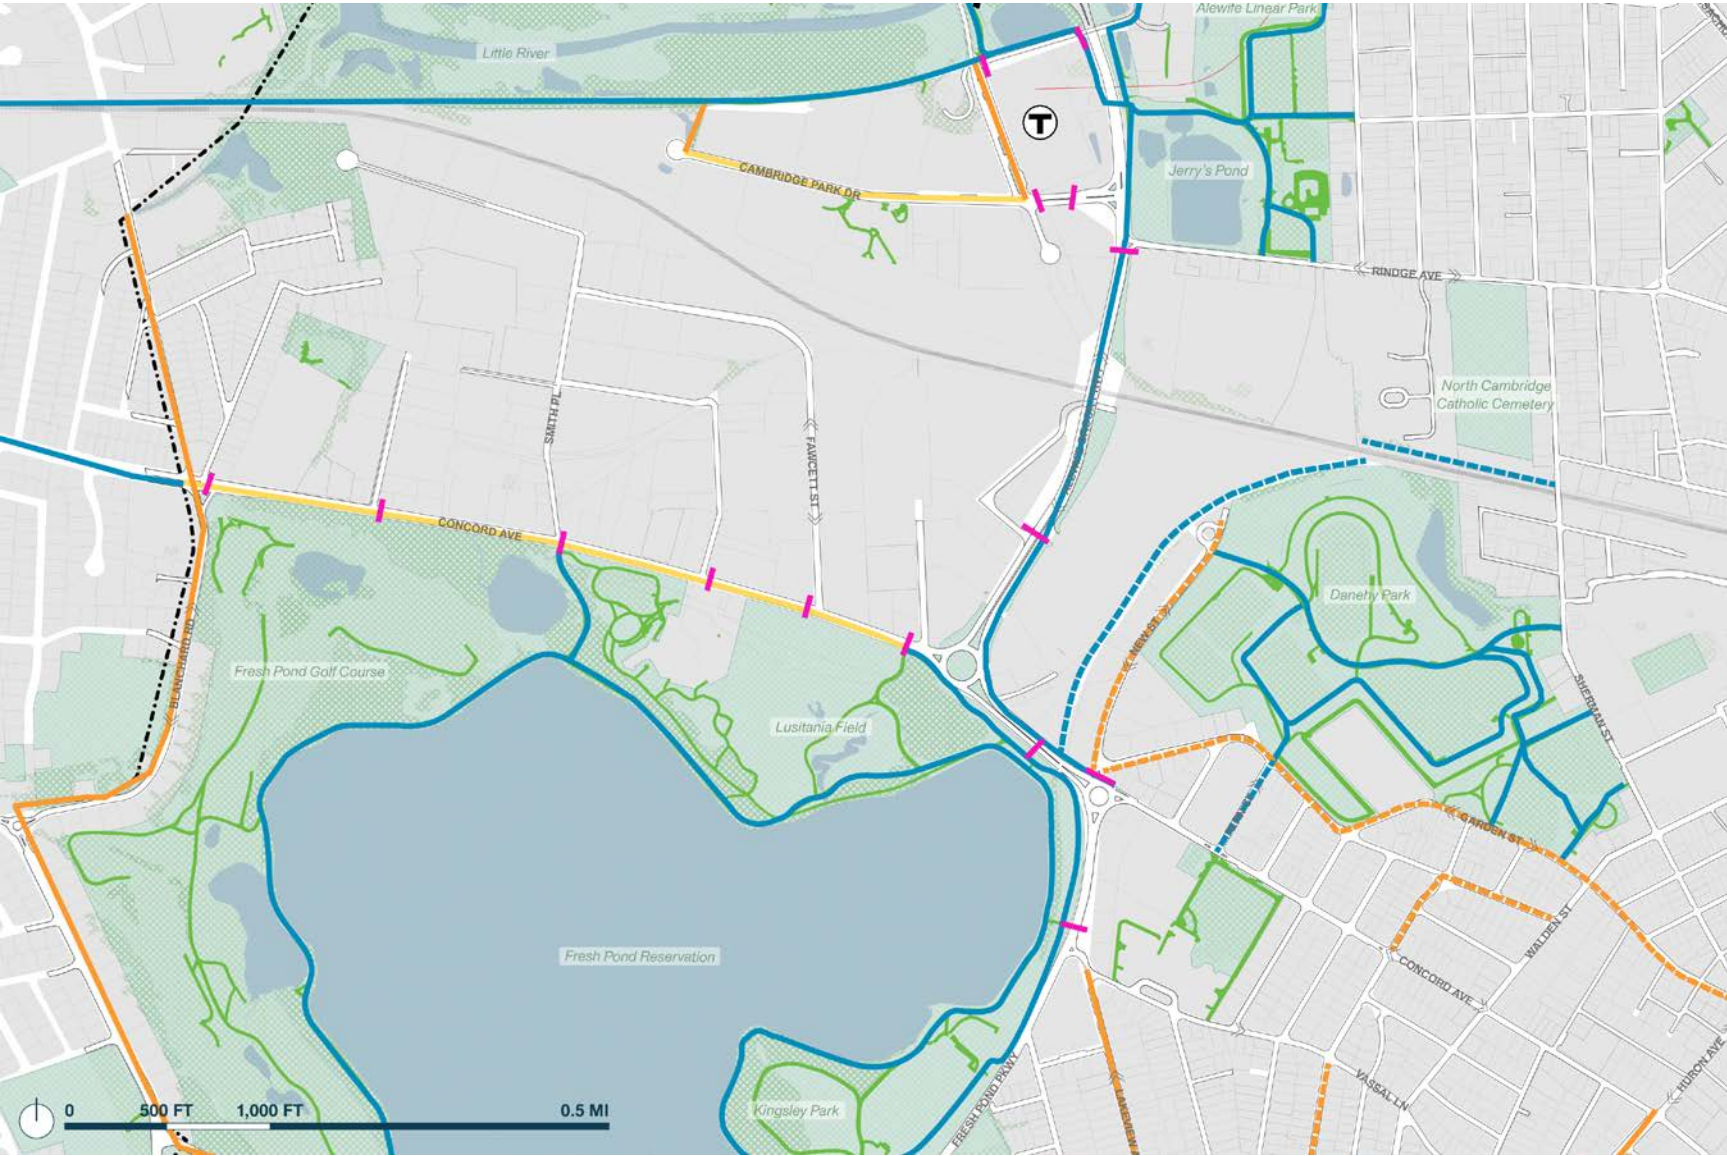 Alewife Linear Park
Little River
T
CAMBRIDGE PARK DR
Jerry's Pond
RINDGE AVE
North Cambridge
Catholic Cemetery
SMITH PL
FAWCETT ST
CONCORD AVE
BLANCHARD RD
Fresh Pond Golf Course
Lusitania Field
NEW ST
Danehy Park
SHERMAN ST
GARDEN ST
WALDEN ST
CONCORD AVE
Fresh Pond Reservation
VASSAL LN
HURON AVE
LAKEVIEW
FRESH POND PKWY
Kingsley Park
0 500 FT 1,000 FT 0.5 MI